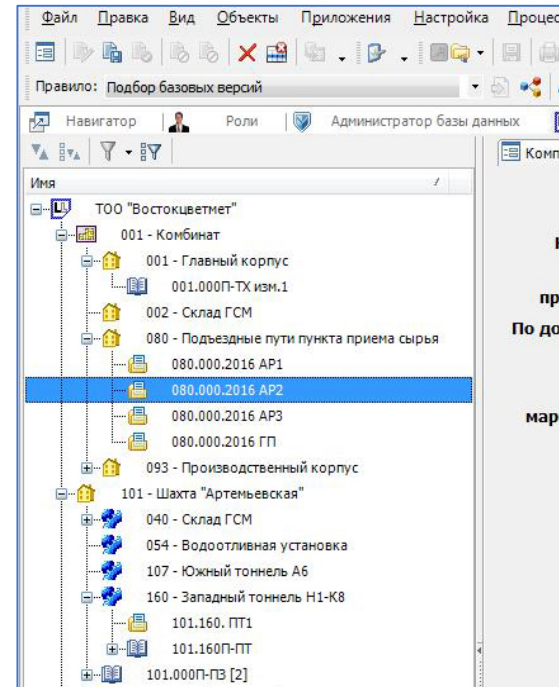 Файл Правка Вид Объекты Приложения Настройка
Правило: Подбор базовых версий
Навигатор Роли Администратор базы данных
Имя
ТОО "Востокцветмет"
001 - Комбинат
001 - Главный корпус
001.000П-ТХ изм.1
002 - Склад ГСМ
080 - Подъездные пути пункта приема сырья
080.000.2016 АР1
080.000.2016 АР2
080.000.2016 АР3
080.000.2016 ГП
093 - Производственный корпус
101 - Шахта "Артемьевская"
040 - Склад ГСМ
054 - Водоотливная установка
107 - Южный тоннель А6
160 - Западный тоннель Н1-К8
101.160. ПТ1
101.160П-ПТ
101.000П-ПЗ [2]